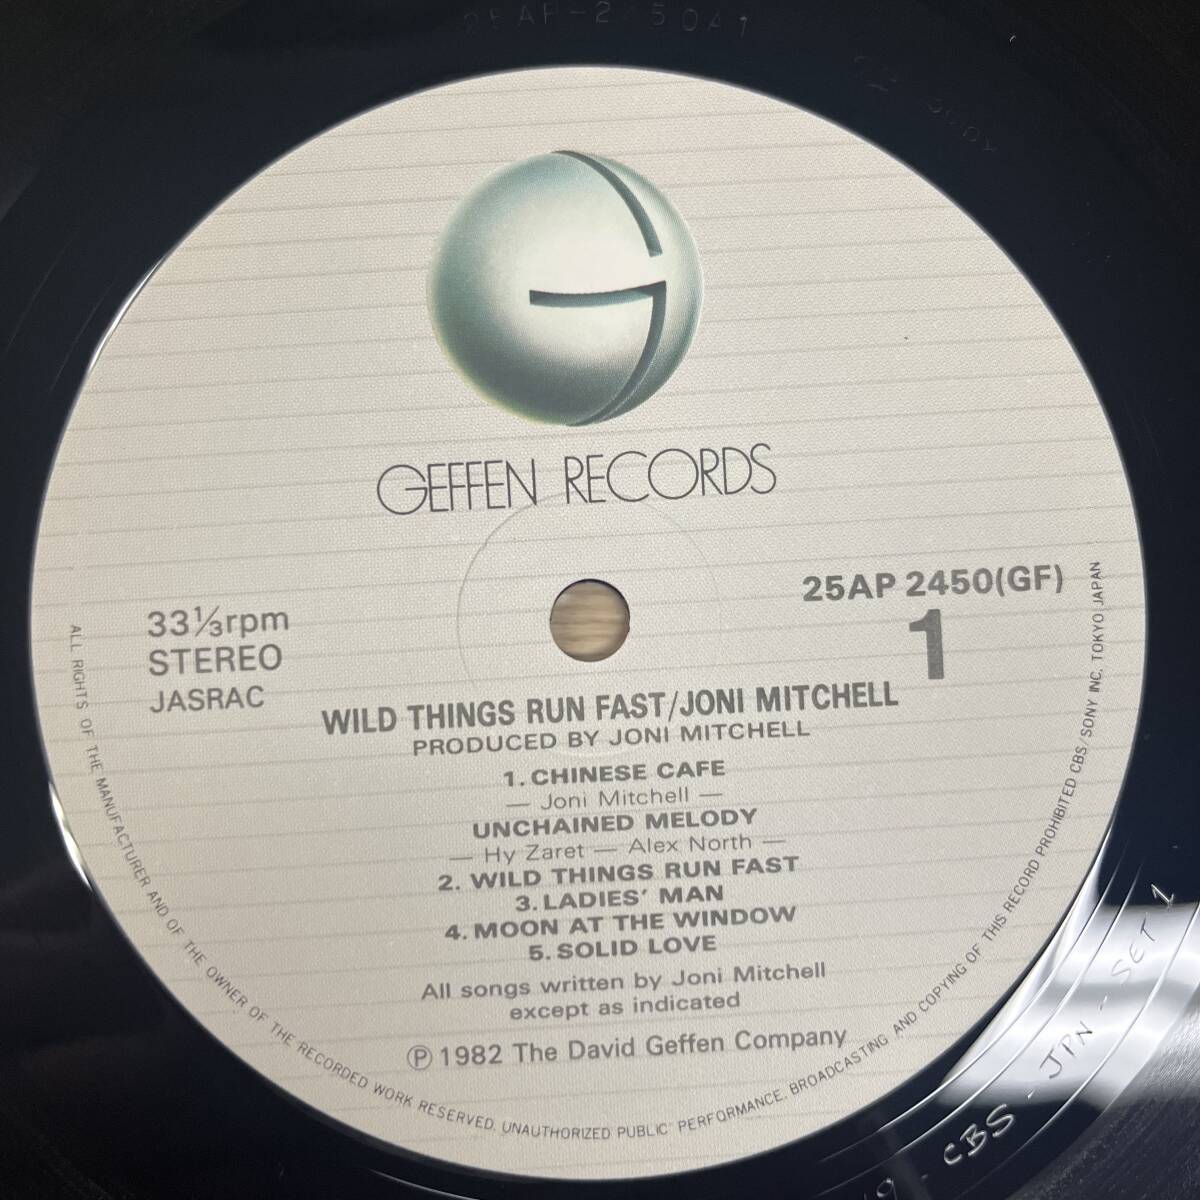 GEFFEN RECORDS
33⅓rpm
STEREO
JASRAC
25AP 2450(GF)
1
WILD THINGS RUN FAST/JONI MITCHELL
PRODUCED BY JONI MITCHELL
1. CHINESE CAFE
— Joni Mitchell —
UNCHAINED MELODY
— Hy Zaret — Alex North —
2. WILD THINGS RUN FAST
3. LADIES' MAN
4. MOON AT THE WINDOW
5. SOLID LOVE
All songs written by Joni Mitchell
except as indicated
Ⓟ 1982 The David Geffen Company
ALL RIGHTS OF THE MANUFACTURER AND OF THE OWNER OF THE RECORDED WORK RESERVED. UNAUTHORIZED PUBLIC PERFORMANCE. BROADCASTING AND COPYING OF THIS RECORD PROHIBITED CBS/SONY INC. TOKYO JAPAN
CBS - JPN - SET 1